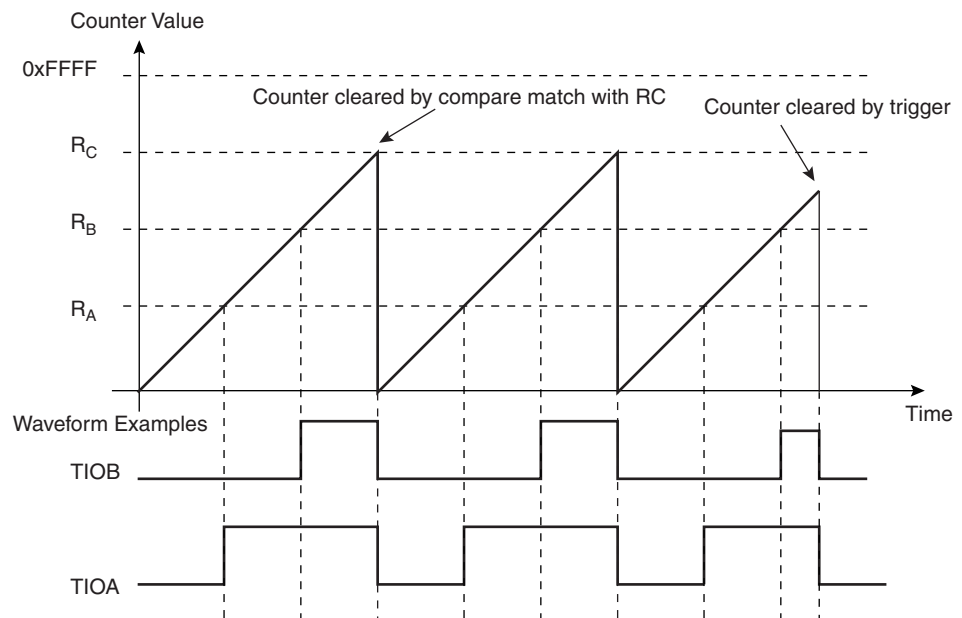 Counter Value
0xFFFF
Counter cleared by compare match with RC
Counter cleared by trigger
RC
RB
RA
Time
Waveform Examples
TIOB
TIOA